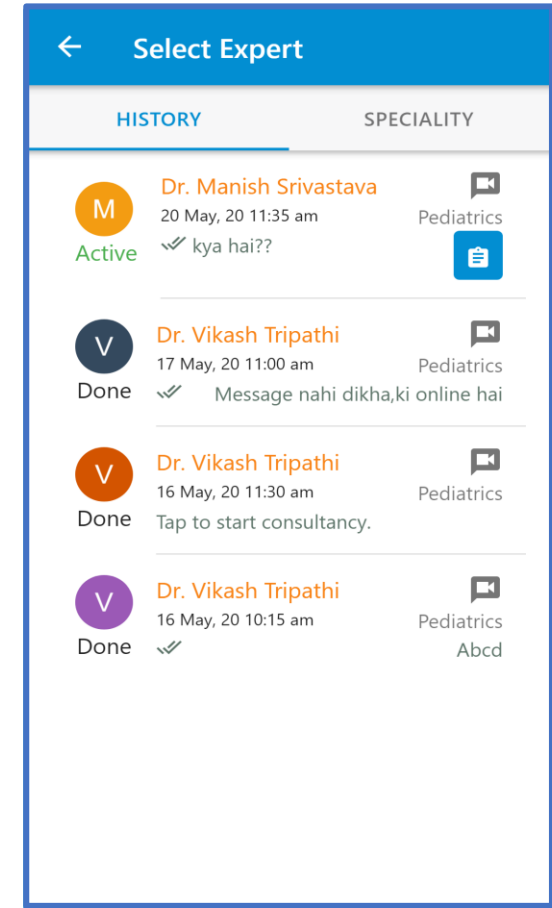 Select Expert
HISTORY SPECIALITY
M Dr. Manish Srivastava
20 May, 20 11:35 am Pediatrics
Active kya hai??
V Dr. Vikash Tripathi
17 May, 20 11:00 am Pediatrics
Done Message nahi dikha,ki online hai
V Dr. Vikash Tripathi
16 May, 20 11:30 am Pediatrics
Done Tap to start consultancy.
V Dr. Vikash Tripathi
16 May, 20 10:15 am Pediatrics
Done Abcd